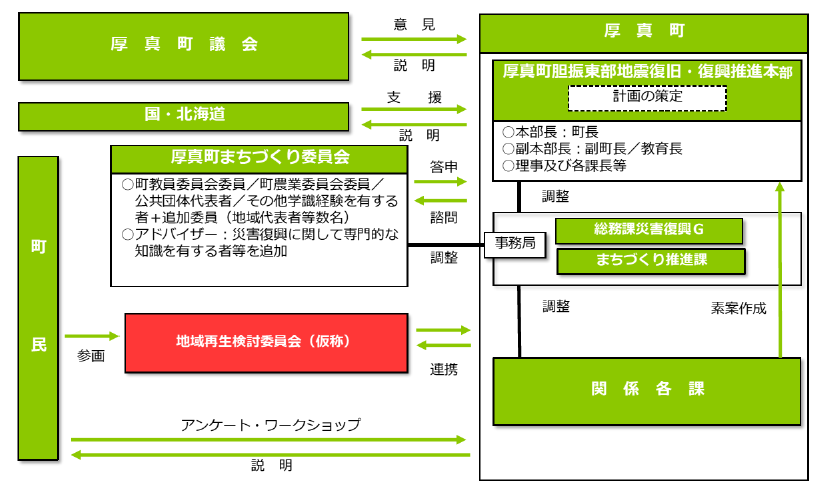 厚真町議会
意見
説明
厚真町
厚真町胆振東部地震復旧・復興推進本部
計画の策定
○本部長：町長
○副本部長：副町長／教育長
○理事及び各課長等
国・北海道
支援
説明
厚真町まちづくり委員会
○町教員委員会委員／町農業委員会委員／
公共団体代表者／その他学識経験を有する
者＋追加委員（地域代表者等数名）
○アドバイザー：災害復興に関して専門的な
知識を有する者等を追加
答申
諮問
調整
調整
事務局
総務課災害復興Ｇ
まちづくり推進課
調整
素案作成
町民
参画
地域再生検討委員会（仮称）
連携
関係各課
アンケート・ワークショップ
説明